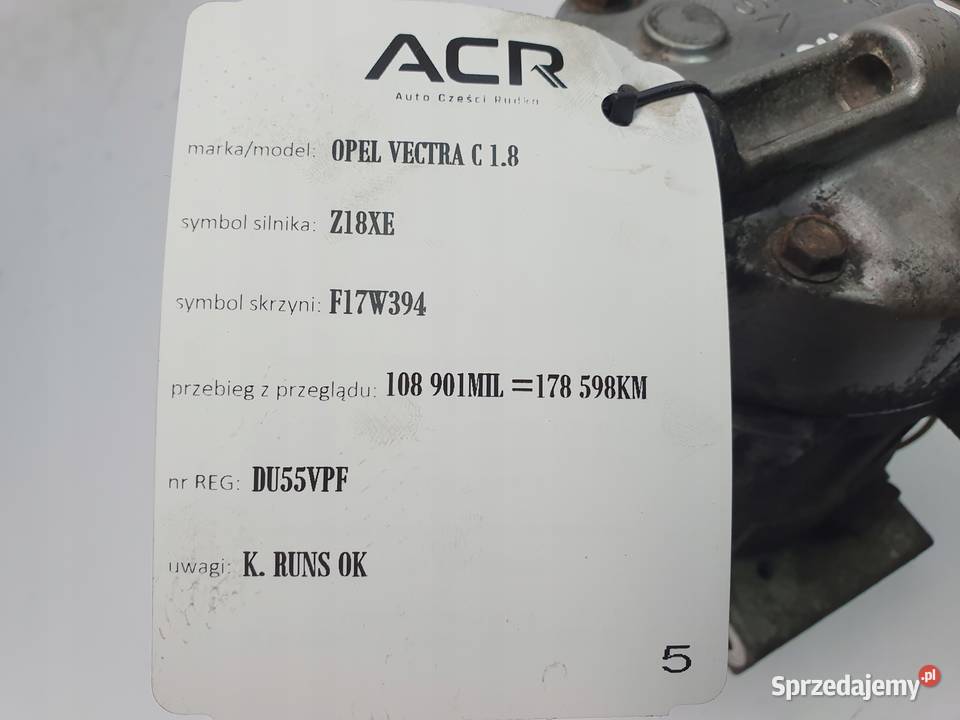 ACR
Auto Części Rudka
marka/model: OPEL VECTRA C 1.8
symbol silnika: Z18XE
symbol skrzyni: F17W394
przebieg z przeglądu: 108 901MIL =178 598KM
nr REG: DU55VPF
uwagi: K. RUNS OK
5
Sprzedajemy.pl